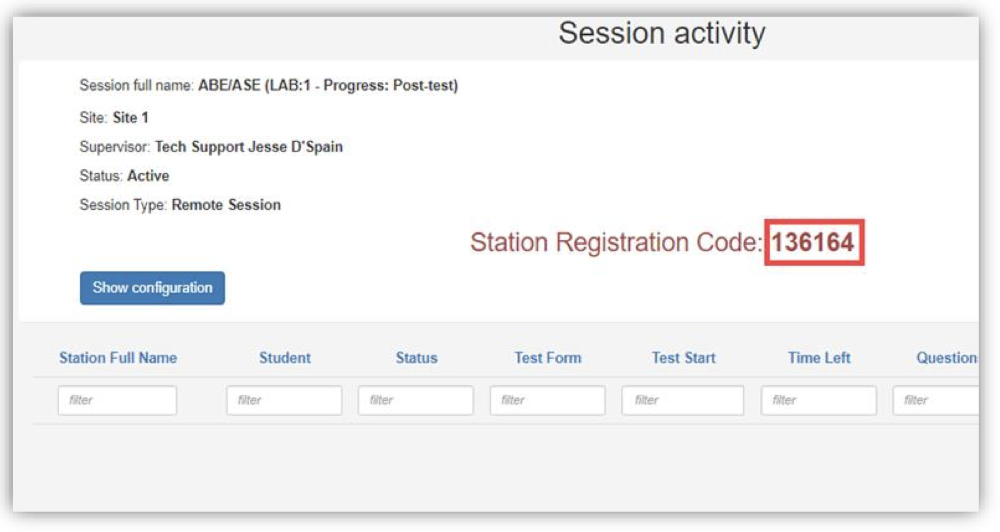 Session activity
Session full name: ABE/ASE (LAB:1 - Progress: Post-test)
Site: Site 1
Supervisor: Tech Support Jesse D'Spain
Status: Active
Session Type: Remote Session
Station Registration Code: 136164
Show configuration
Station Full Name Student Status Test Form Test Start Time Left Question
filter filter filter filter filter filter filter